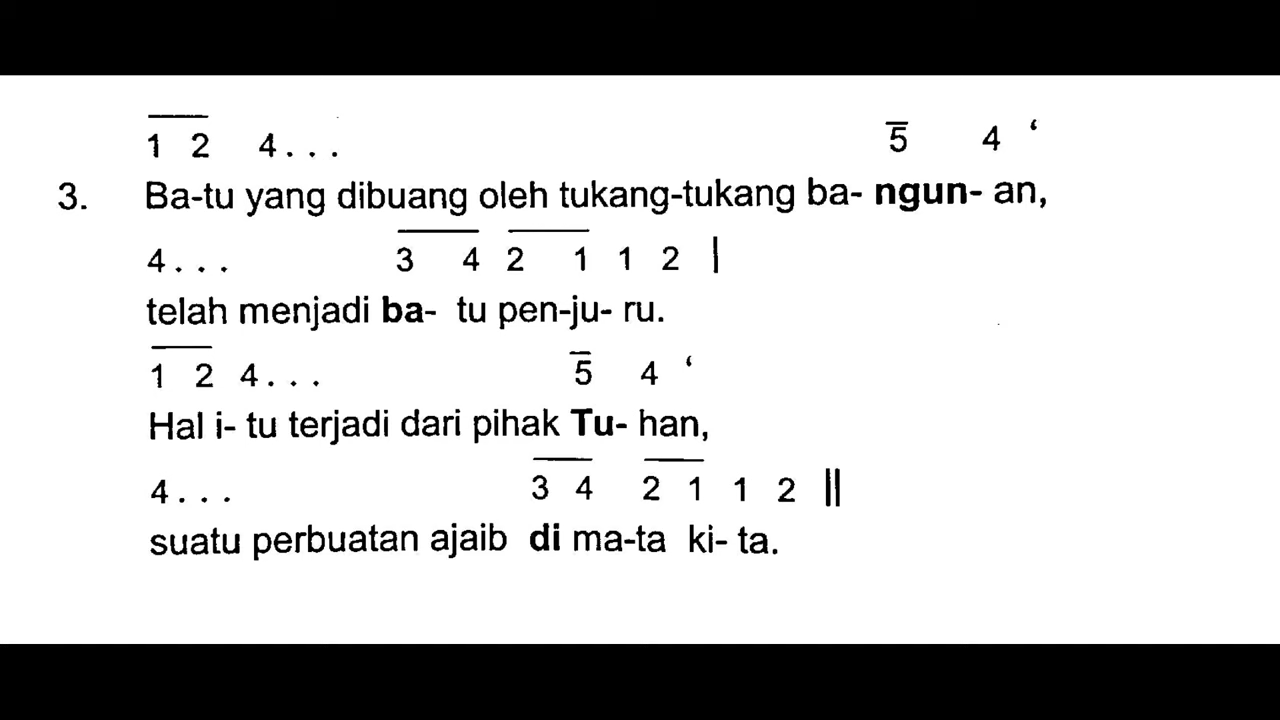 1 2 4 . . . 5 4 ‘
3. Ba-tu yang dibuang oleh tukang-tukang ba- ngun- an,
4 . . . 3 4 2 1 1 2 |
telah menjadi ba- tu pen-ju- ru.
1 2 4 . . . 5 4 ‘
Hal i- tu terjadi dari pihak Tu- han,
4 . . . 3 4 2 1 1 2 ||
suatu perbuatan ajaib di ma-ta ki- ta.